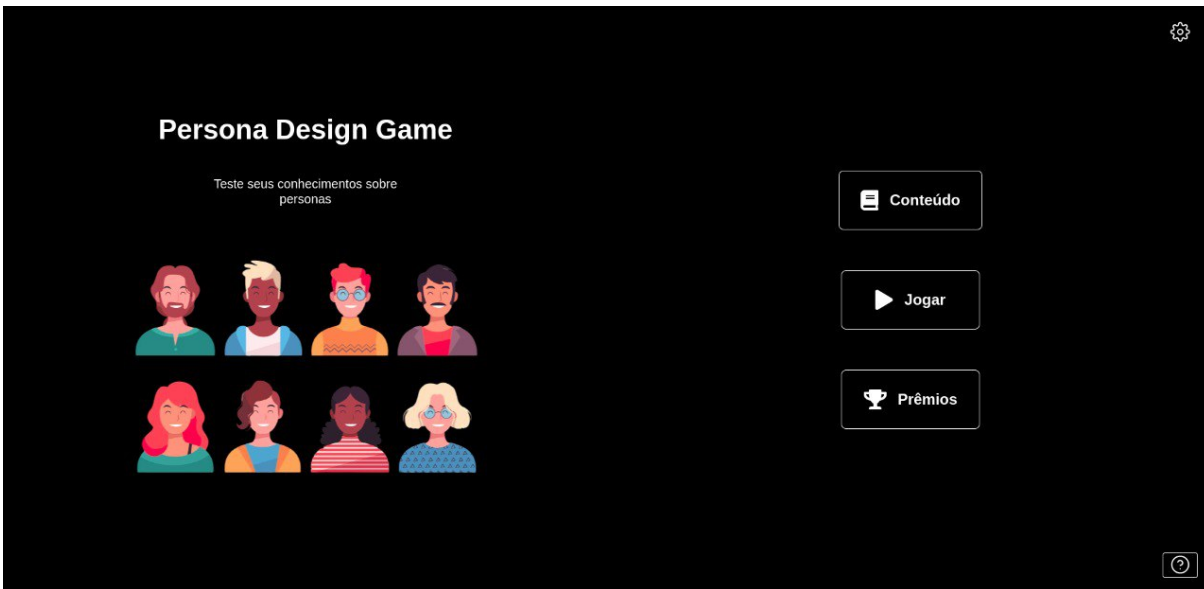 Persona Design Game
Teste seus conhecimentos sobre
personas
Conteúdo
Jogar
Prêmios